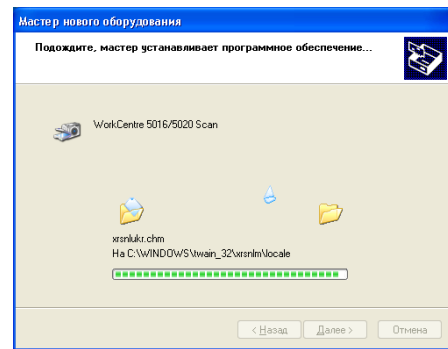 Мастер нового оборудования
Подождите, мастер устанавливает программное обеспечение...
WorkCentre 5016/5020 Scan
xrsnlukr.chm
На C:\WINDOWS\twain_32\xrsnlm\locale
< Назад
Далее >
Отмена